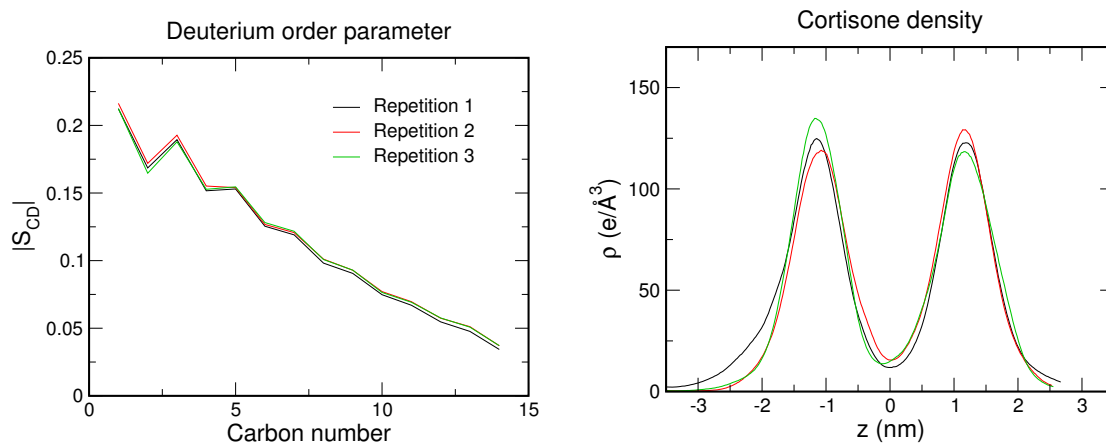 Deuterium order parameter
0.25
0.2
0.15
0.1
0.05
0
|S_CD|
Repetition 1
Repetition 2
Repetition 3
0 5 10 15
Carbon number
Cortisone density
150
100
50
0
ρ (e/Å³)
-3 -2 -1 0 1 2 3
z (nm)